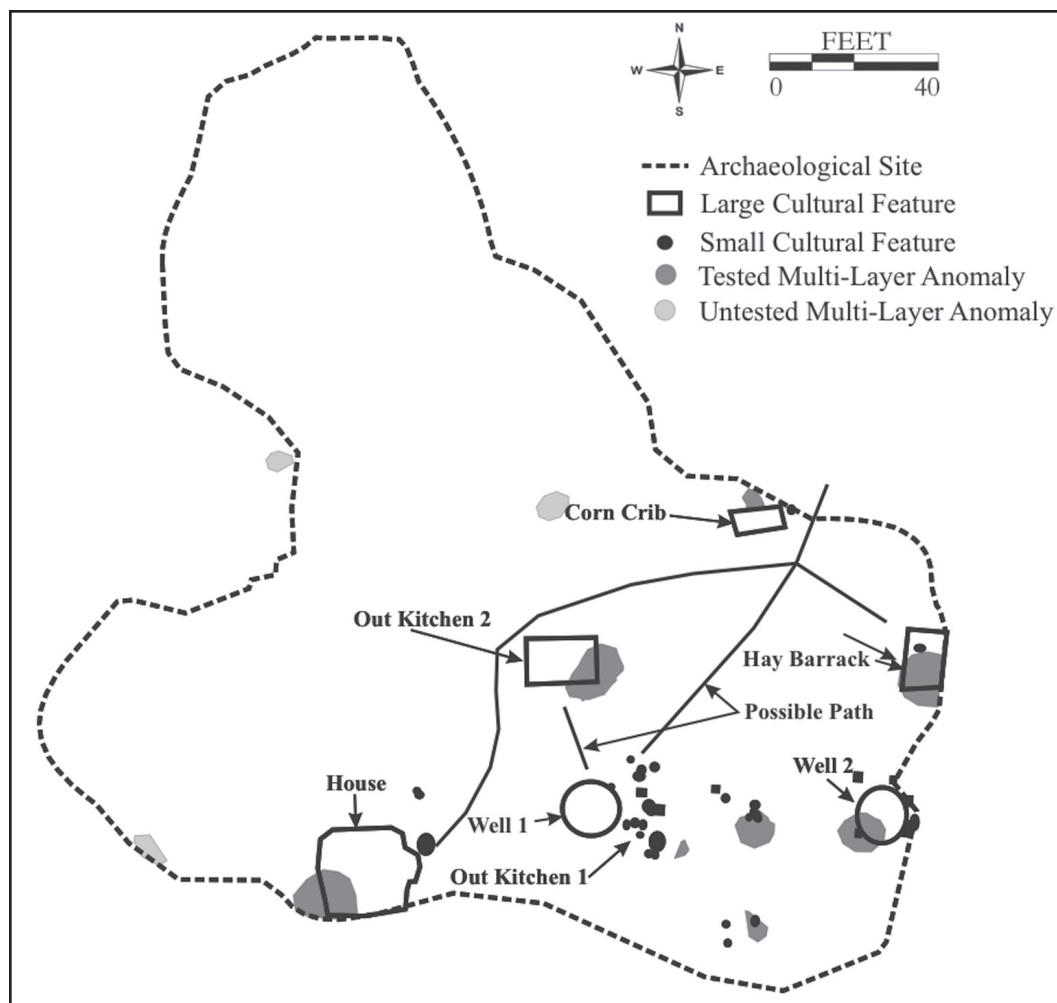 N
W E
S
FEET
0 40
Archaeological Site
Large Cultural Feature
Small Cultural Feature
Tested Multi-Layer Anomaly
Untested Multi-Layer Anomaly
Corn Crib
Out Kitchen 2
Hay Barrack
Possible Path
Well 2
House
Well 1
Out Kitchen 1